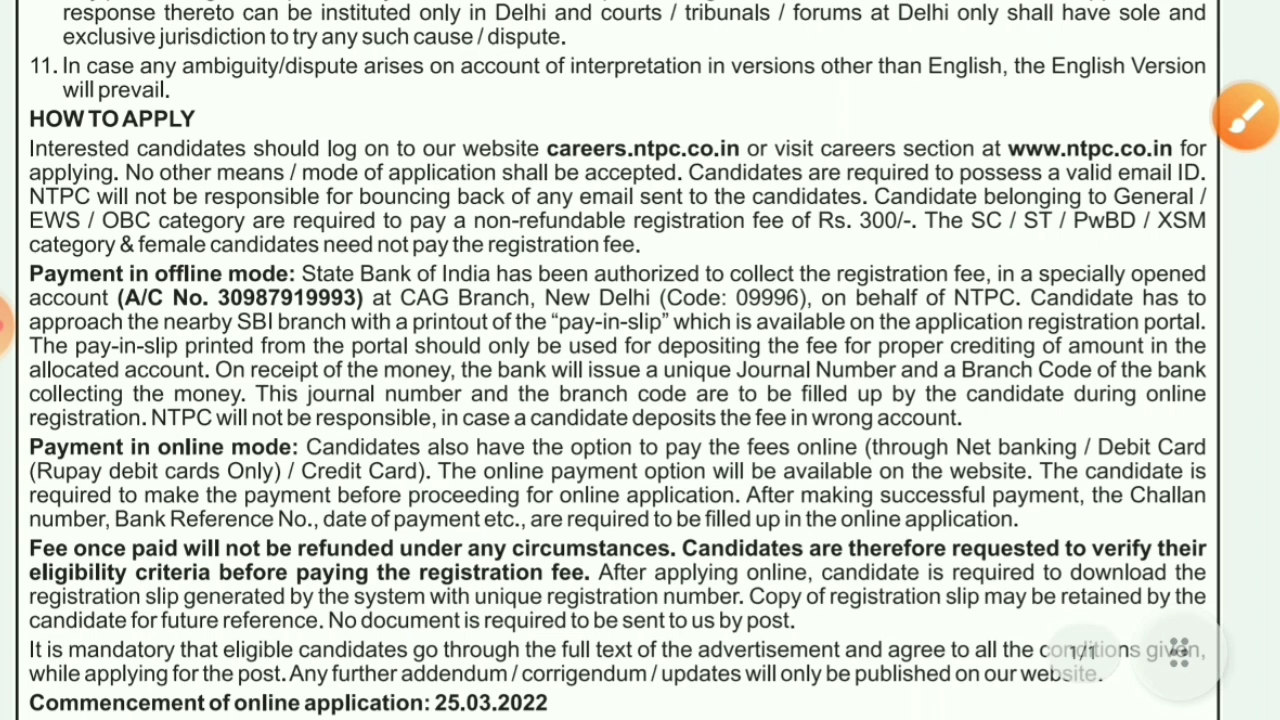 response thereto can be instituted only in Delhi and courts / tribunals / forums at Delhi only shall have sole and
exclusive jurisdiction to try any such cause / dispute.
11. In case any ambiguity/dispute arises on account of interpretation in versions other than English, the English Version
will prevail.
HOW TO APPLY
Interested candidates should log on to our website careers.ntpc.co.in or visit careers section at www.ntpc.co.in for
applying. No other means / mode of application shall be accepted. Candidates are required to possess a valid email ID.
NTPC will not be responsible for bouncing back of any email sent to the candidates. Candidate belonging to General /
EWS / OBC category are required to pay a non-refundable registration fee of Rs. 300/-. The SC / ST / PwBD / XSM
category & female candidates need not pay the registration fee.
Payment in offline mode: State Bank of India has been authorized to collect the registration fee, in a specially opened
account (A/C No. 30987919993) at CAG Branch, New Delhi (Code: 09996), on behalf of NTPC. Candidate has to
approach the nearby SBI branch with a printout of the “pay-in-slip” which is available on the application registration portal.
The pay-in-slip printed from the portal should only be used for depositing the fee for proper crediting of amount in the
allocated account. On receipt of the money, the bank will issue a unique Journal Number and a Branch Code of the bank
collecting the money. This journal number and the branch code are to be filled up by the candidate during online
registration. NTPC will not be responsible, in case a candidate deposits the fee in wrong account.
Payment in online mode: Candidates also have the option to pay the fees online (through Net banking / Debit Card
(Rupay debit cards Only) / Credit Card). The online payment option will be available on the website. The candidate is
required to make the payment before proceeding for online application. After making successful payment, the Challan
number, Bank Reference No., date of payment etc., are required to be filled up in the online application.
Fee once paid will not be refunded under any circumstances. Candidates are therefore requested to verify their
eligibility criteria before paying the registration fee. After applying online, candidate is required to download the
registration slip generated by the system with unique registration number. Copy of registration slip may be retained by the
candidate for future reference. No document is required to be sent to us by post.
It is mandatory that eligible candidates go through the full text of the advertisement and agree to all the conditions given,
while applying for the post. Any further addendum / corrigendum / updates will only be published on our website.
1/1
Commencement of online application: 25.03.2022